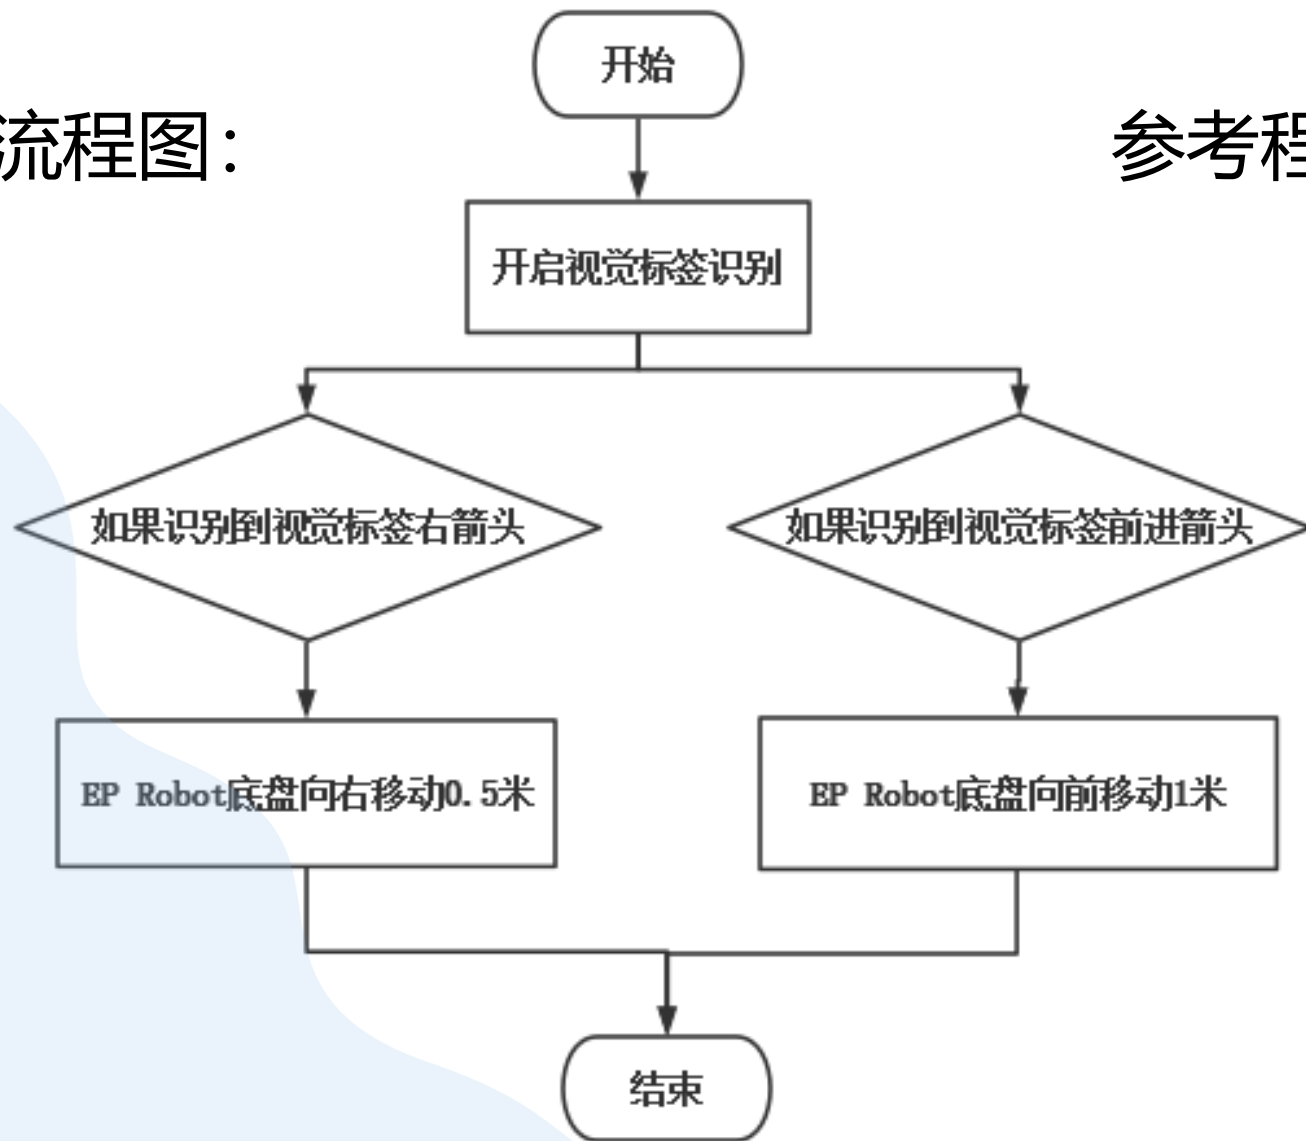 开始
流程图：
参考程
开启视觉标签识别
如果识别到视觉标签右箭头
如果识别到视觉标签前进箭头
EP Robot底盘向右移动0.5米
EP Robot底盘向前移动1米
结束